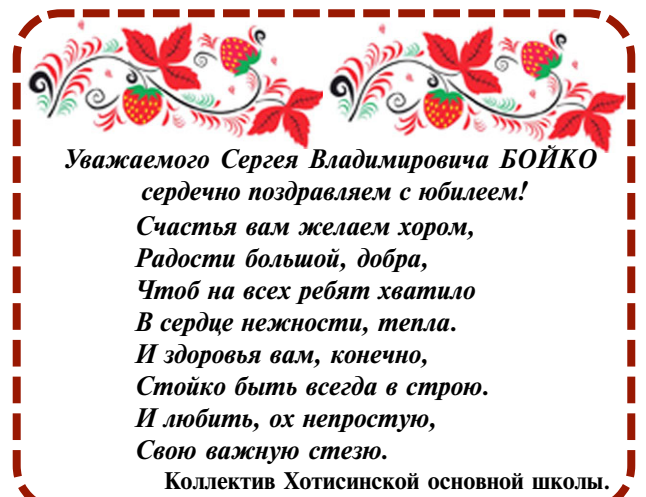 Уважаемого Сергея Владимировича БОЙКО
сердечно поздравляем с юбилеем!
Счастья вам желаем хором,
Радости большой, добра,
Чтоб на всех ребят хватило
В сердце нежности, тепла.
И здоровья вам, конечно,
Стойко быть всегда в строю.
И любить, ох непростую,
Свою важную стезю.
Коллектив Хотисинской основной школы.